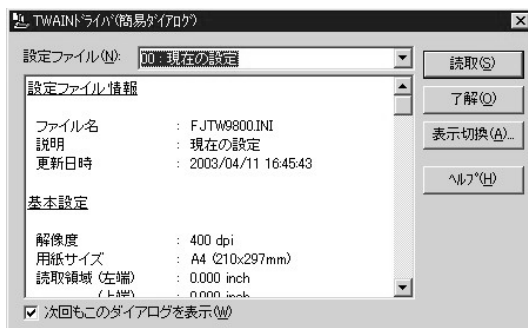 TWAINﾄﾞﾗｲﾊﾞ(簡易ﾀﾞｲｱﾛｸﾞ)
設定ファイル(N): 00:現在の設定
読取(S)
了解(O)
表示切換(A)...
ﾍﾙﾌﾟ(H)
設定ファイル情報
ファイル名 : FJTW9800.INI
説明 : 現在の設定
更新日時 : 2003/04/11 16:45:43
基本設定
解像度 : 400 dpi
用紙サイズ : A4 (210x297mm)
読取領域 (左端) : 0.000 inch
(上端) : 0.000 inch
次回もこのダイアログを表示(W)